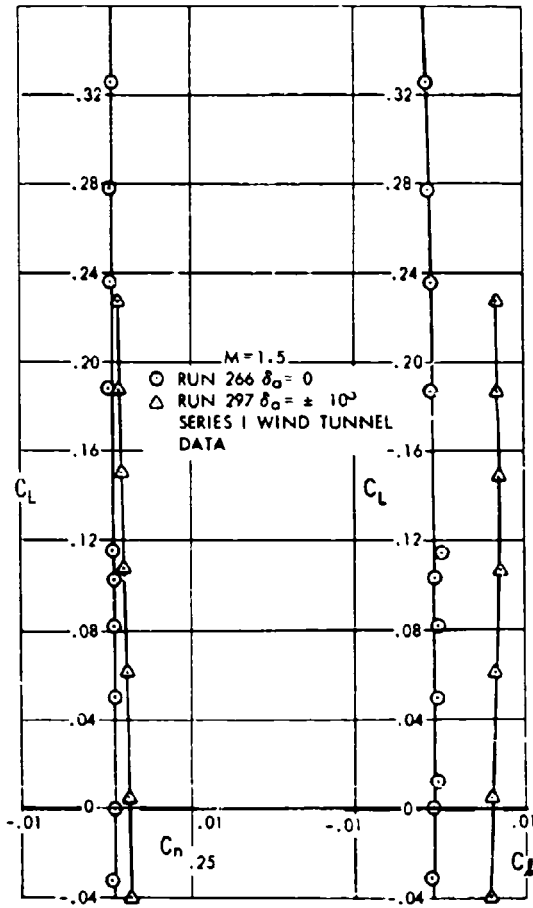 .32 .32
.28 .28
.24 .24
M=1.5
.20 .20
⊙ RUN 266 δa= 0
△ RUN 297 δa= ± 10
SERIES I WIND TUNNEL
DATA
.16 .16
CL CL
.12 .12
.08 .08
.04 .04
0 0
-.01 .01 -.01 .01
Cn .25 Cℓ
-.04 -.04